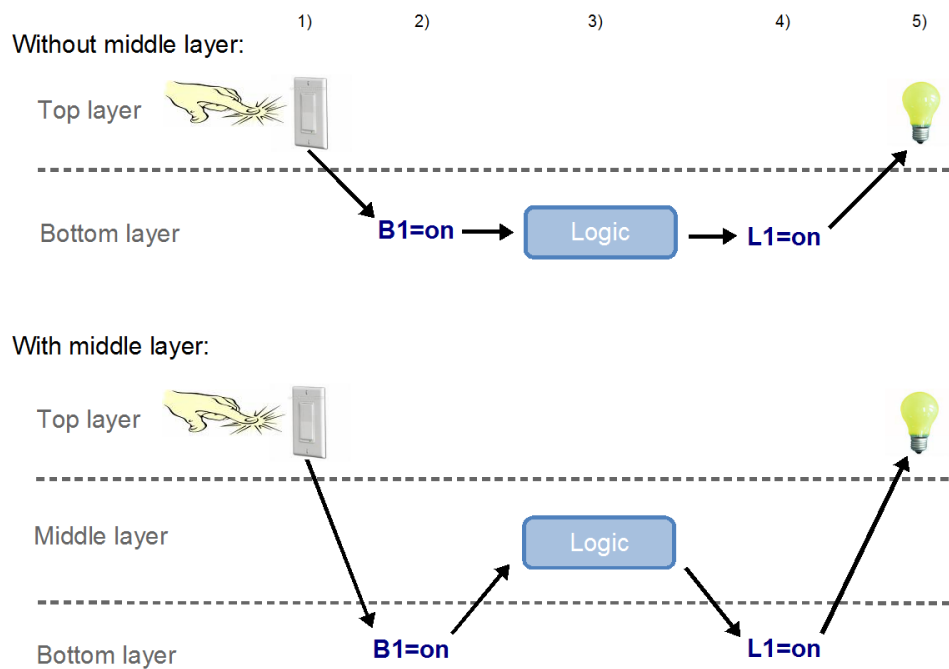 1) 2) 3) 4) 5)
Without middle layer:
Top layer
Bottom layer B1=on Logic L1=on
With middle layer:
Top layer
Middle layer Logic
Bottom layer B1=on L1=on